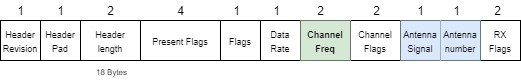 1 1 2 4 1 1 2 2 1 1 2
Header Revision
Header Pad
Header length
Present Flags
Flags
Data Rate
Channel Freq
Channel Flags
Antenna Signal
Antenna number
RX Flags
18 Bytes